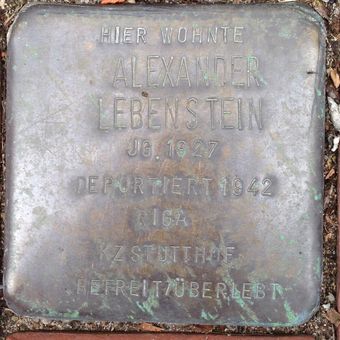 HIER WOHNTE
ALEXANDER
LEBENSTEIN
JG. 1927
DEPORTIERT 1942
RIGA
KZ STUTTHOF
BEFREIT/ÜBERLEBT